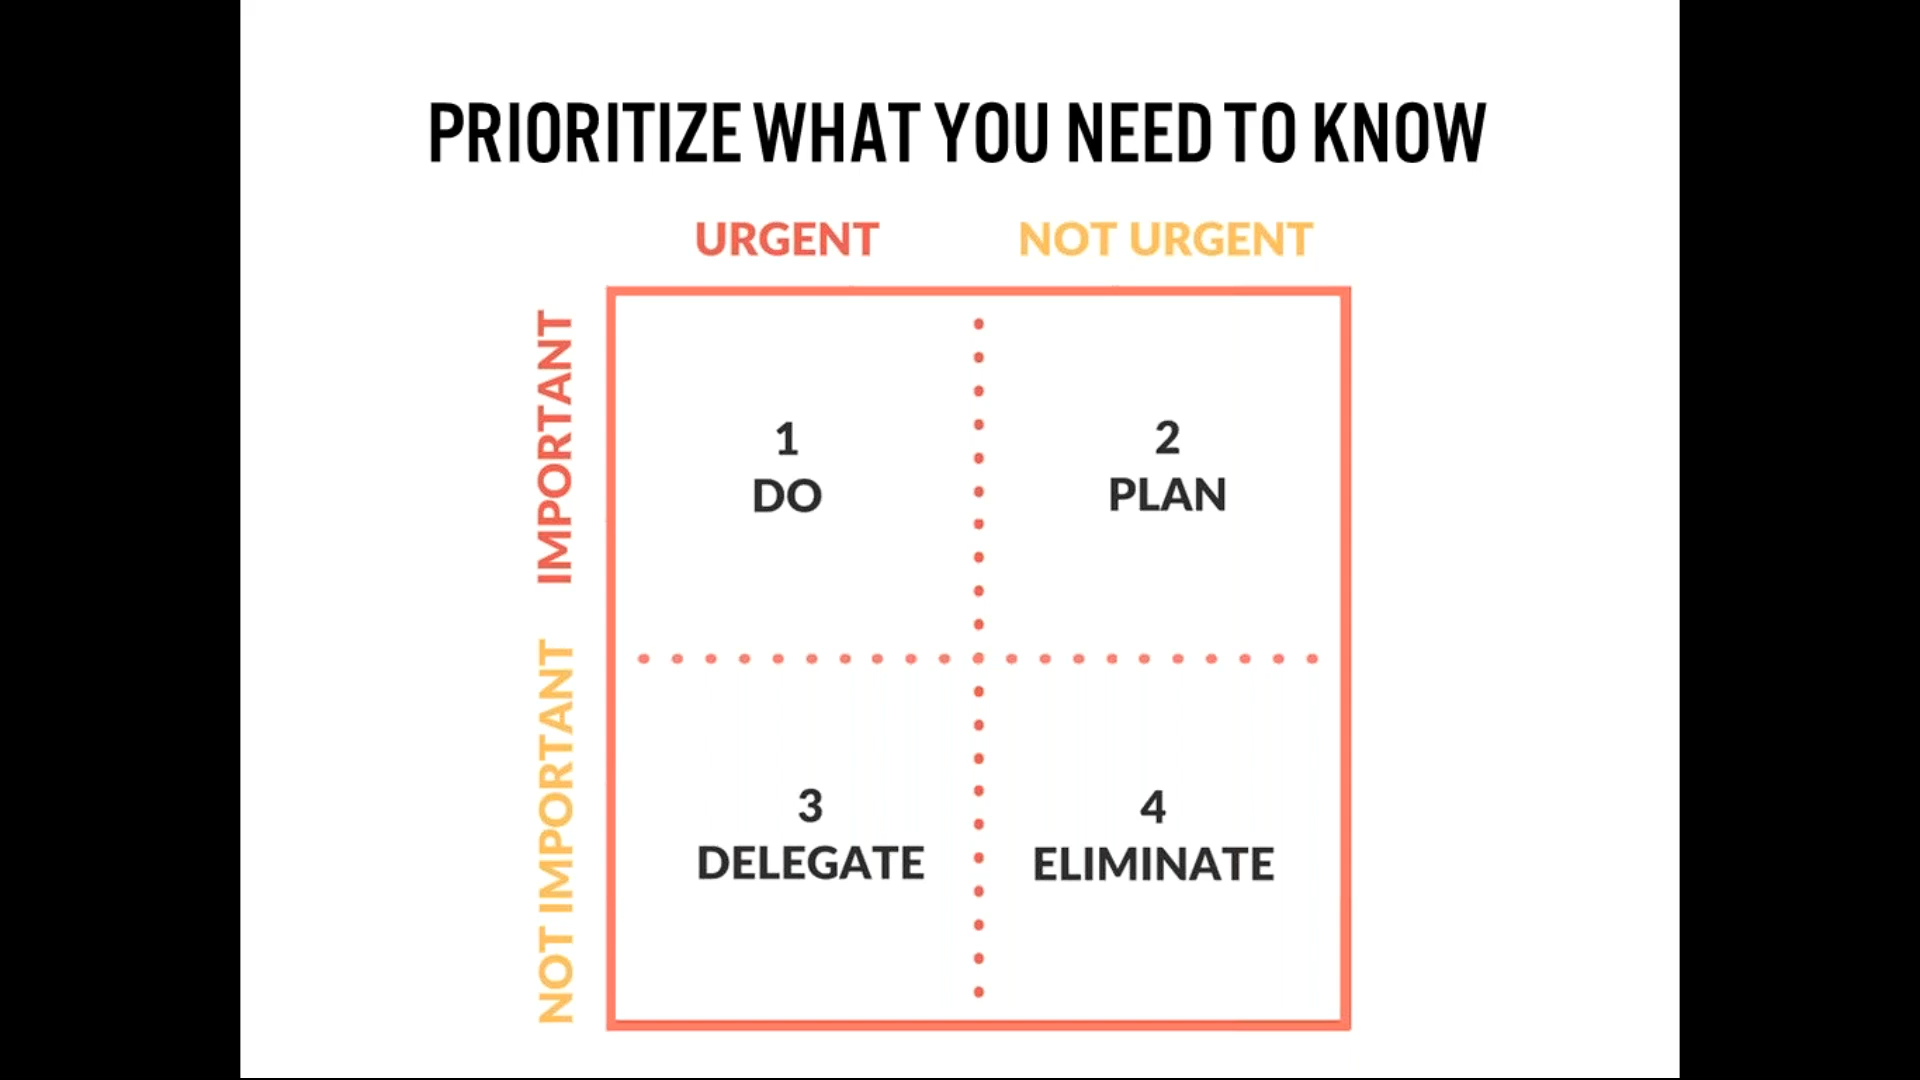 PRIORITIZE WHAT YOU NEED TO KNOW
URGENT
NOT URGENT
IMPORTANT
1
DO
2
PLAN
NOT IMPORTANT
3
DELEGATE
4
ELIMINATE